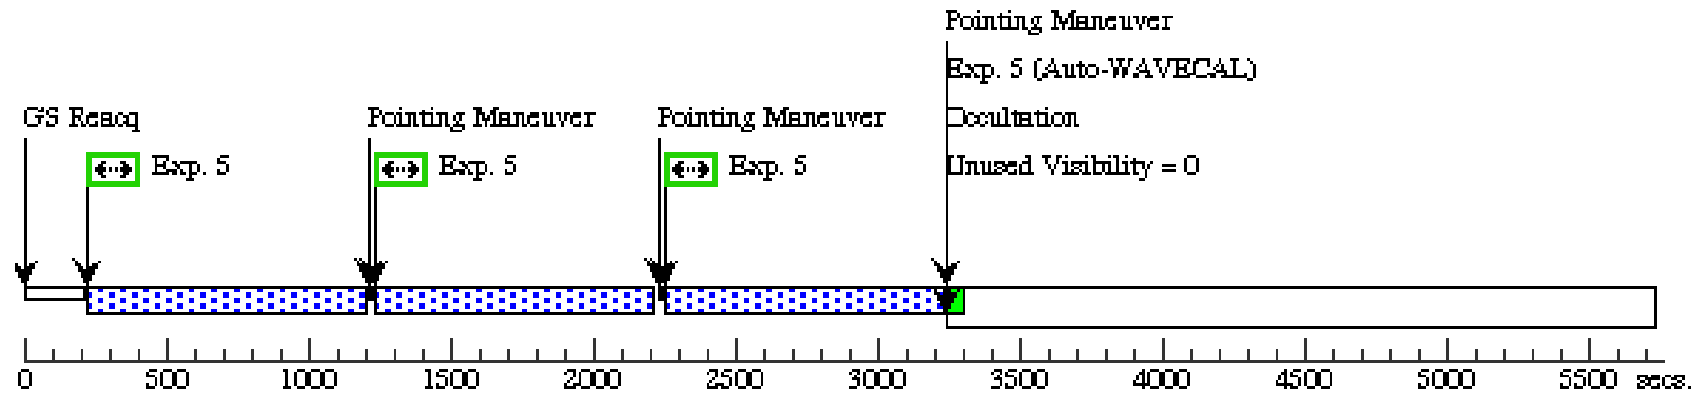 Pointing Maneuver
Exp. 5 (Auto-WAVECAL)
GS Reacq
Pointing Maneuver
Pointing Maneuver
Occultation
Exp. 5
Exp. 5
Exp. 5
Unused Visibility = 0
0 500 1000 1500 2000 2500 3000 3500 4000 4500 5000 5500 secs.